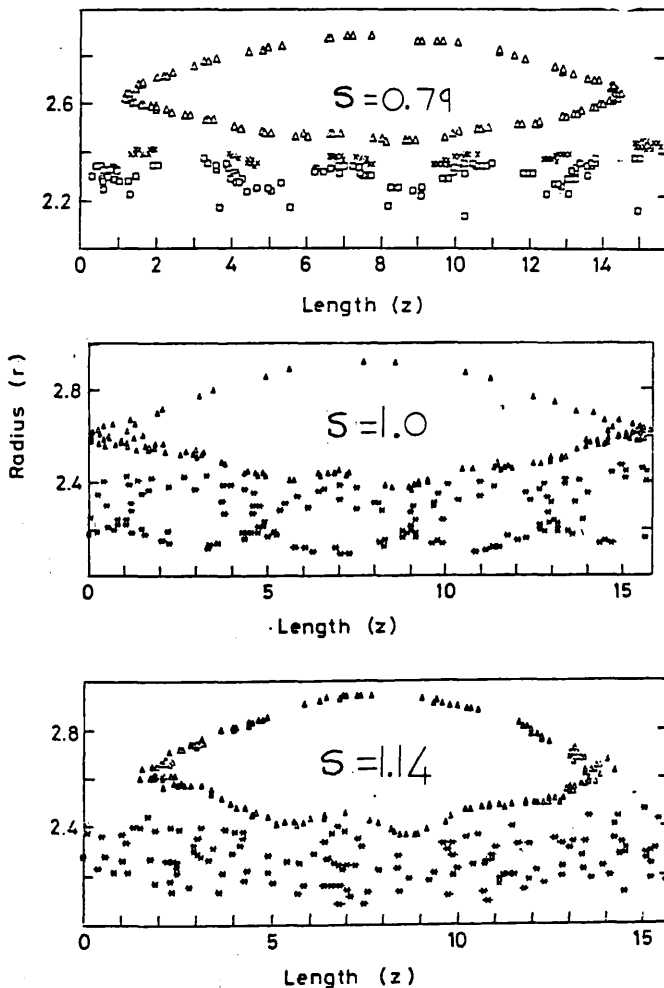 2.6
2.2
S=0.79
0 2 4 6 8 10 12 14
Length (z)
Radius (r)
2.8
2.4
S=1.0
0 5 10 15
Length (z)
2.8
2.4
S=1.14
0 5 10 15
Length (z)